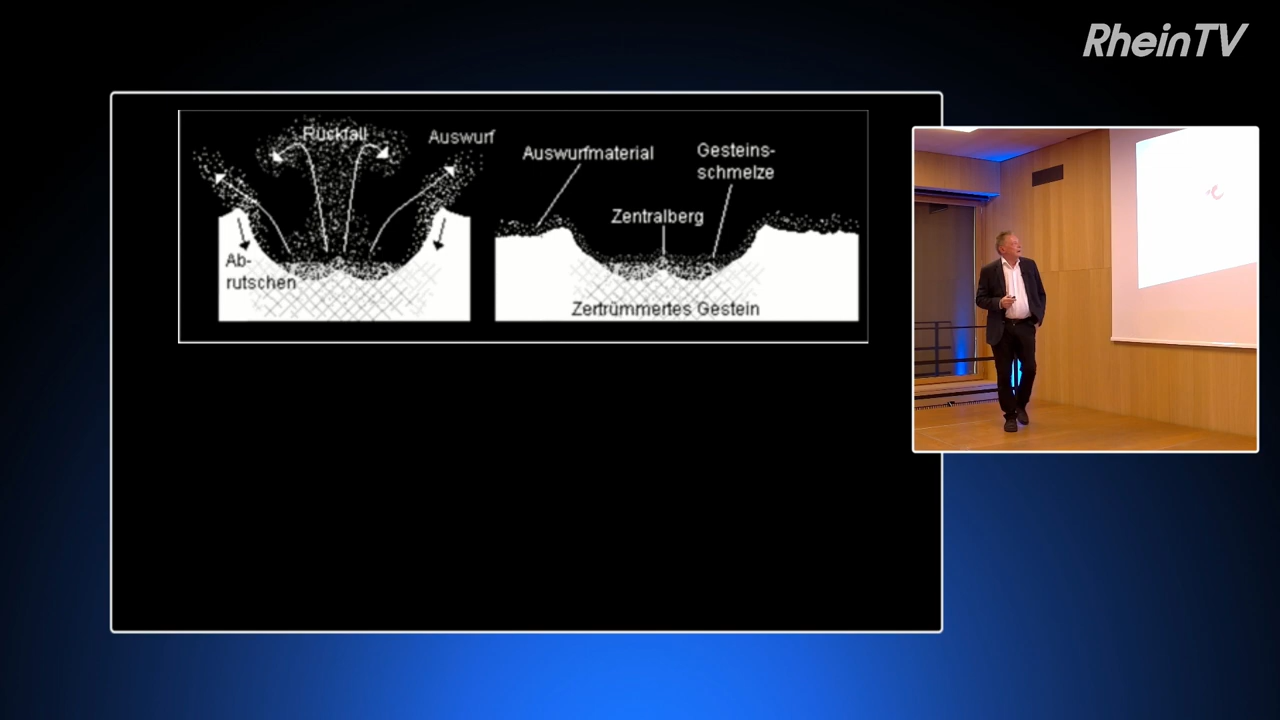 RheinTV
Rückfall
Auswurf
Ab-
rutschen
Auswurfmaterial
Gesteins-
schmelze
Zentralberg
Zertrümmertes Gestein